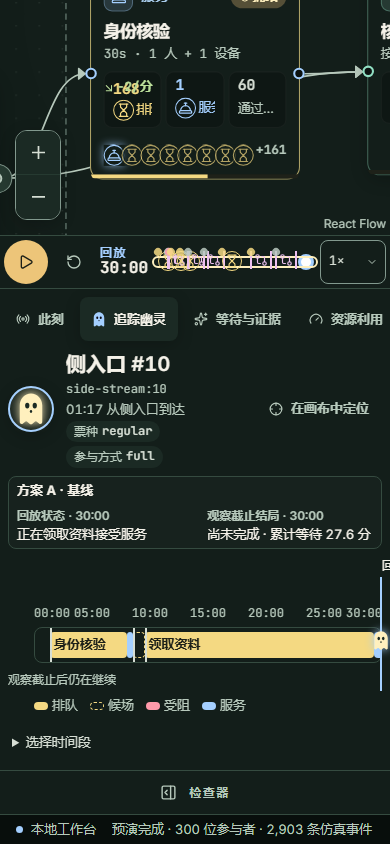 服务
身份核验
30s · 1 人 + 1 设备
168
分
1
60
排
服
通过…
+161
React Flow
回放
30:00
1×
此刻
追踪幽灵
等待与证据
资源利用
侧入口 #10
side-stream:10
01:17 从侧入口到达
在画布中定位
票种 regular
参与方式 full
方案 A · 基线
回放状态 · 30:00
观察截止结局 · 30:00
正在领取资料接受服务
尚未完成 · 累计等待 27.6 分
00:00 05:00 10:00 15:00 20:00 25:00 30:00
身份核验
领取资料
观察截止后仍在继续
排队
候场
受阻
服务
选择时间段
检查器
本地工作台
预演完成 · 300 位参与者 · 2,903 条仿真事件